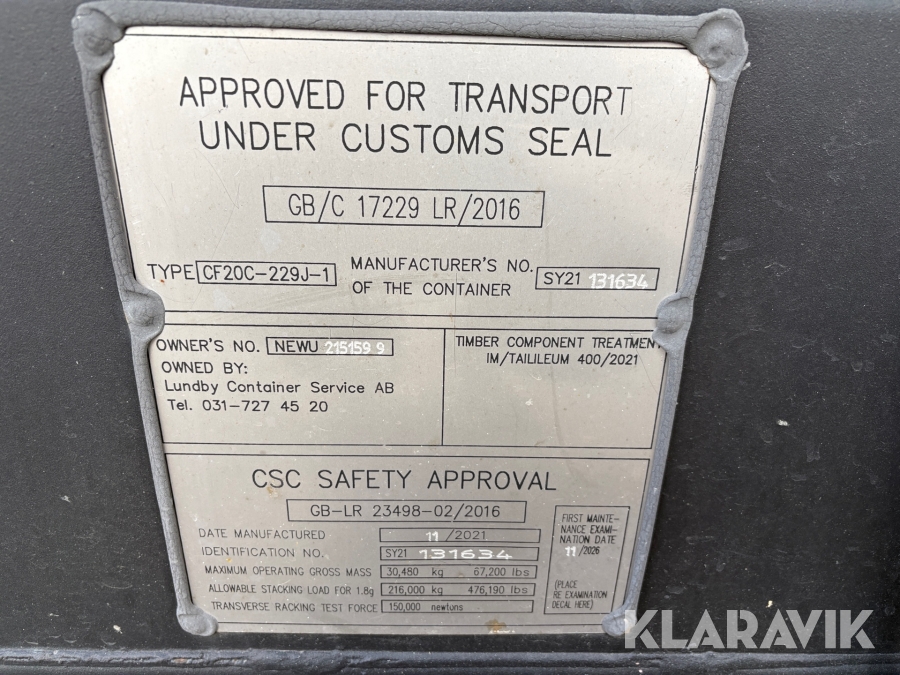 APPROVED FOR TRANSPORT
UNDER CUSTOMS SEAL
GB/C 17229 LR/2016
TYPE CF20C-229J-1
MANUFACTURER'S NO.
OF THE CONTAINER
SY21 131634
OWNER'S NO. NEWU 215159 9
OWNED BY:
Lundby Container Service AB
Tel. 031-727 45 20
TIMBER COMPONENT TREATMENT
IM/TAILILEUM 400/2021
CSC SAFETY APPROVAL
GB-LR 23498-02/2016
DATE MANUFACTURED 11/2021
IDENTIFICATION NO. SY21 131634
MAXIMUM OPERATING GROSS MASS 30,480 kg 67,200 lbs
ALLOWABLE STACKING LOAD FOR 1.8g 216,000 kg 476,190 lbs
TRANSVERSE RACKING TEST FORCE 150,000 newtons
FIRST MAINTE-
NANCE EXAMI-
NATION DATE
11/2026
(PLACE
RE EXAMINATION
DECAL HERE)
KLARAVIK